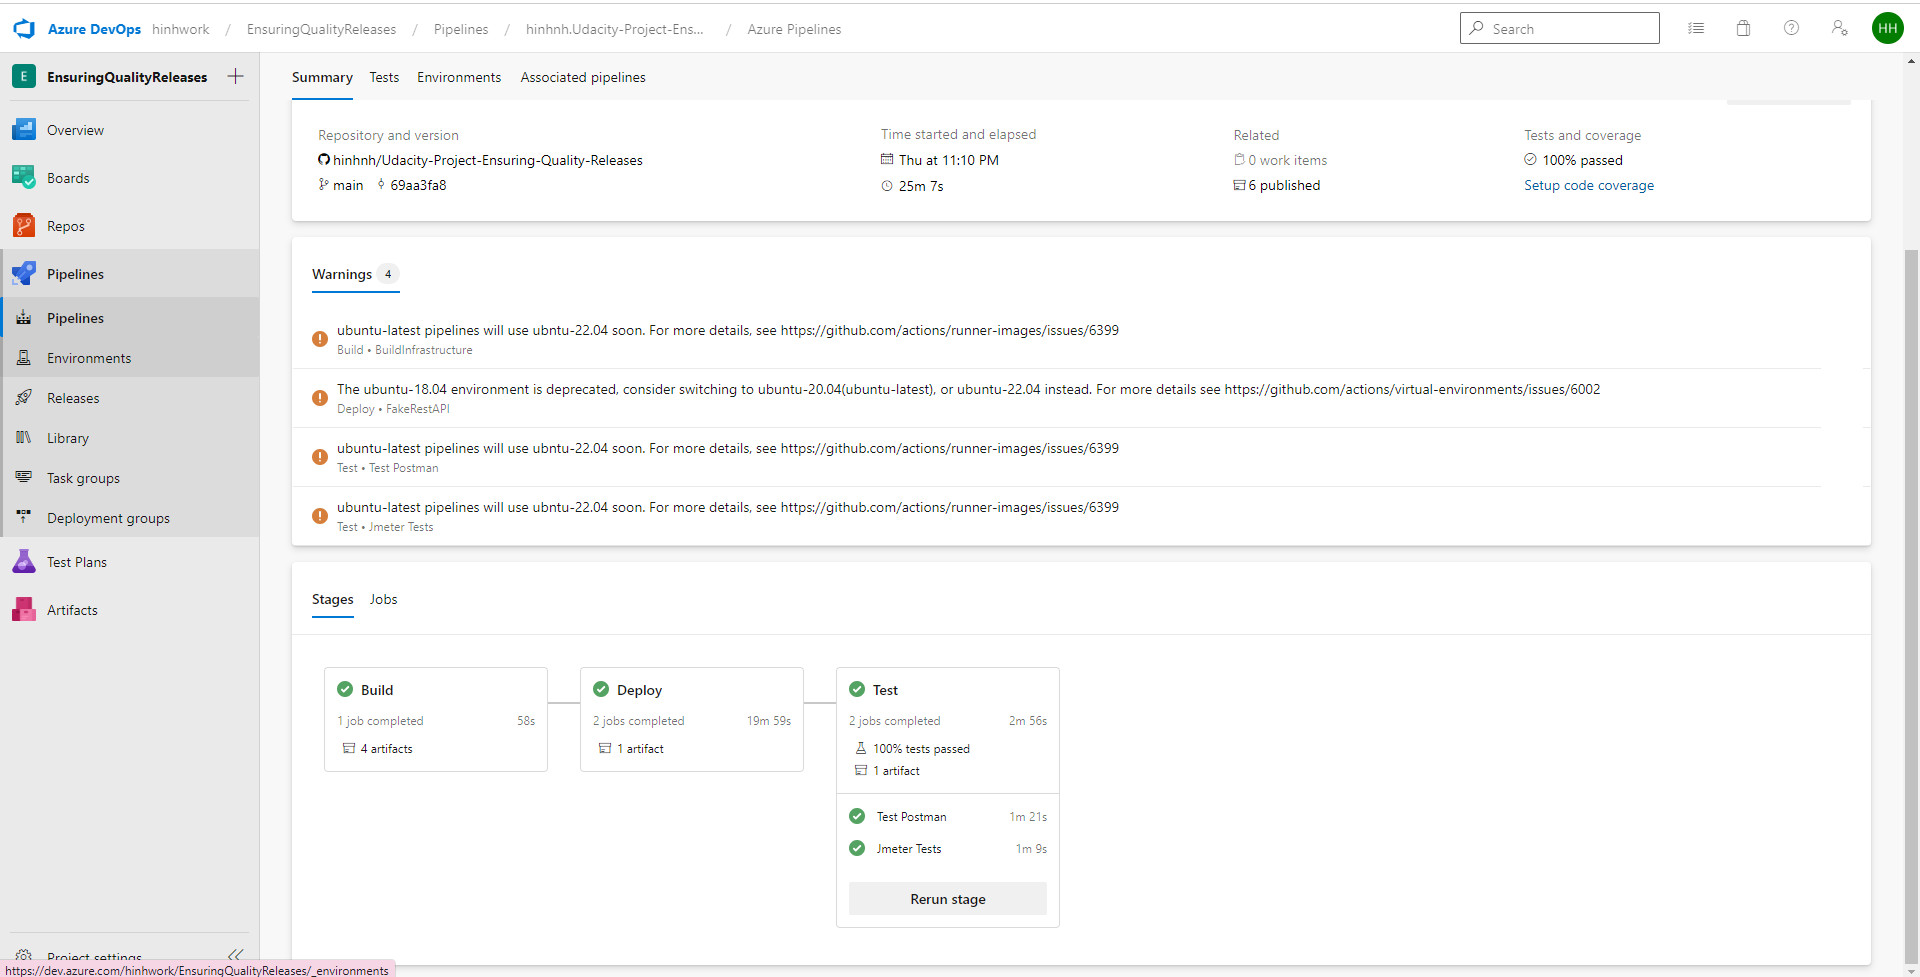 Azure DevOps hinhwork / EnsuringQualityReleases / Pipelines / hinhnh.Udacity-Project-Ens... / Azure Pipelines
Search
HH
E EnsuringQualityReleases
Overview
Boards
Repos
Pipelines
Pipelines
Environments
Releases
Library
Task groups
Deployment groups
Test Plans
Artifacts
Project settings
https://dev.azure.com/hinhwork/EnsuringQualityReleases/_environments
Summary Tests Environments Associated pipelines
Repository and version
hinhnh/Udacity-Project-Ensuring-Quality-Releases
main 69aa3fa8
Time started and elapsed
Thu at 11:10 PM
25m 7s
Related
0 work items
6 published
Tests and coverage
100% passed
Setup code coverage
Warnings 4
ubuntu-latest pipelines will use ubntu-22.04 soon. For more details, see https://github.com/actions/runner-images/issues/6399
Build • BuildInfrastructure
The ubuntu-18.04 environment is deprecated, consider switching to ubuntu-20.04(ubuntu-latest), or ubuntu-22.04 instead. For more details see https://github.com/actions/virtual-environments/issues/6002
Deploy • FakeRestAPI
ubuntu-latest pipelines will use ubntu-22.04 soon. For more details, see https://github.com/actions/runner-images/issues/6399
Test • Test Postman
ubuntu-latest pipelines will use ubntu-22.04 soon. For more details, see https://github.com/actions/runner-images/issues/6399
Test • Jmeter Tests
Stages Jobs
Build
1 job completed 58s
4 artifacts
Deploy
2 jobs completed 19m 59s
1 artifact
Test
2 jobs completed 2m 56s
100% tests passed
1 artifact
Test Postman 1m 21s
Jmeter Tests 1m 9s
Rerun stage